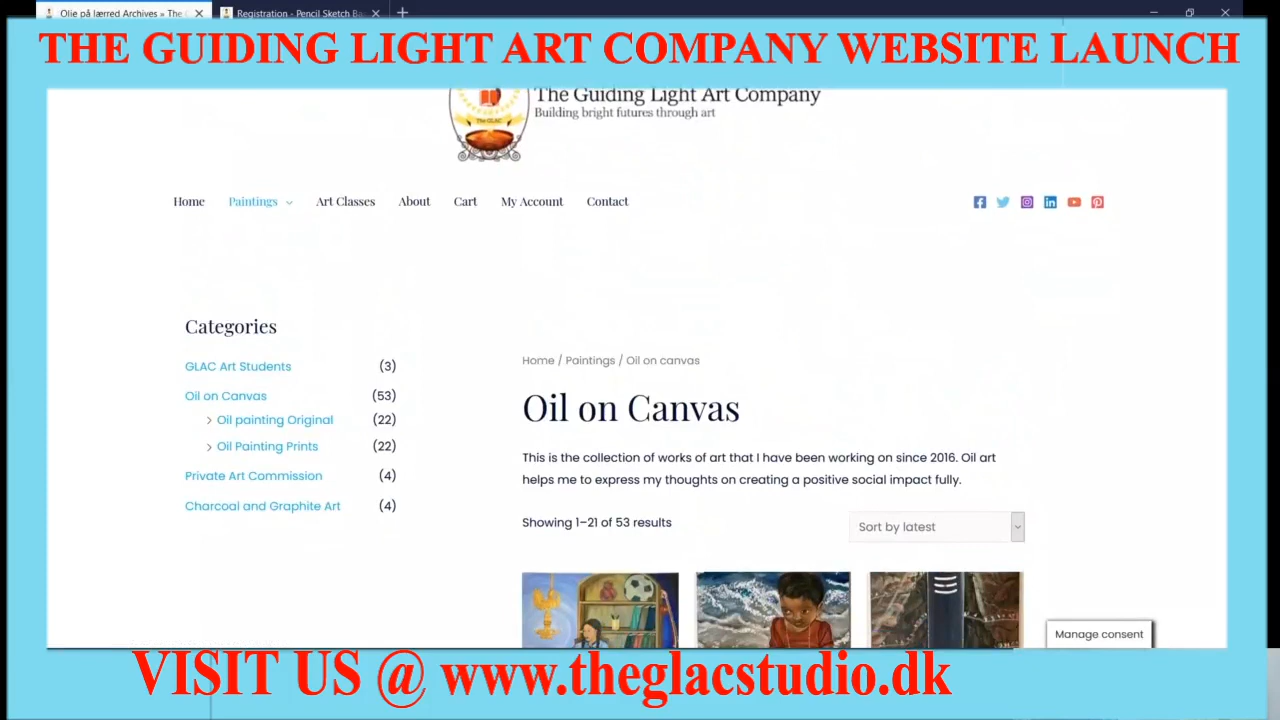 Olie på lærred Archives » The
Registration - Pencil Sketch Ba
THE GUIDING LIGHT ART COMPANY WEBSITE LAUNCH
The GLAC
The Guiding Light Art Company
Building bright futures through art
Home Paintings Art Classes About Cart My Account Contact
Categories
GLAC Art Students (3)
Oil on Canvas (53)
Oil painting Original (22)
Oil Painting Prints (22)
Private Art Commission (4)
Charcoal and Graphite Art (4)
Home / Paintings / Oil on canvas
Oil on Canvas
This is the collection of works of art that I have been working on since 2016. Oil art
helps me to express my thoughts on creating a positive social impact fully.
Showing 1–21 of 53 results
Sort by latest
Manage consent
VISIT US @ www.theglacstudio.dk